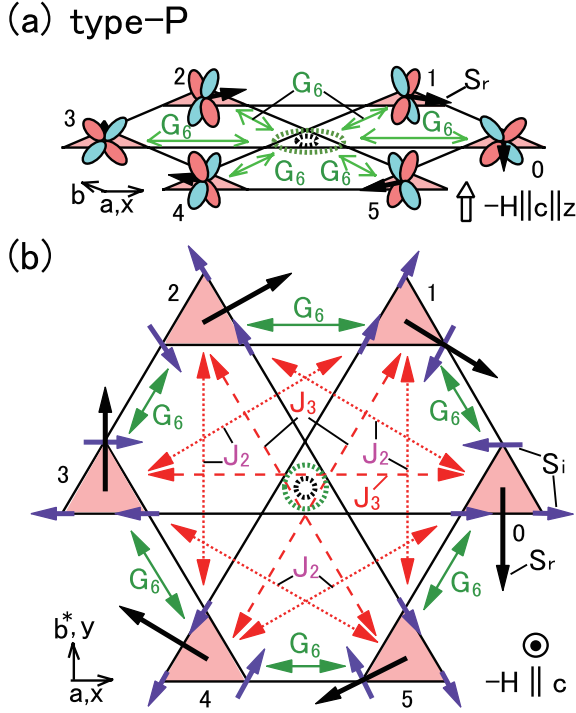 (a) type-P
2 G₆ 1 Sᵣ
3 G₆ G₆
0
b G₆ G₆
a,x 4 5 -H||c||z
(b)
2 G₆ 1
G₆ J₃ G₆
J₂ J₂ Sᵢ
3 J₃
0
J₂ Sᵣ
G₆ G₆
b*,y
G₆
a,x 4 5 -H || c